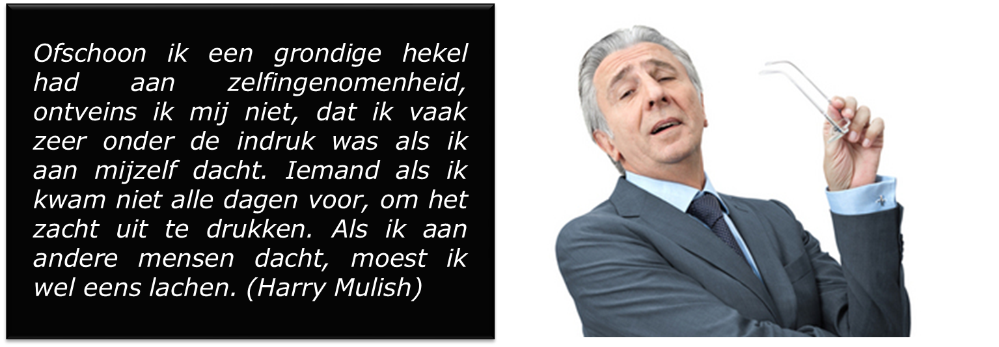 Ofschoon ik een grondige hekel
had aan zelfingenomenheid,
ontveins ik mij niet, dat ik vaak
zeer onder de indruk was als ik
aan mijzelf dacht. Iemand als ik
kwam niet alle dagen voor, om het
zacht uit te drukken. Als ik aan
andere mensen dacht, moest ik
wel eens lachen. (Harry Mulish)